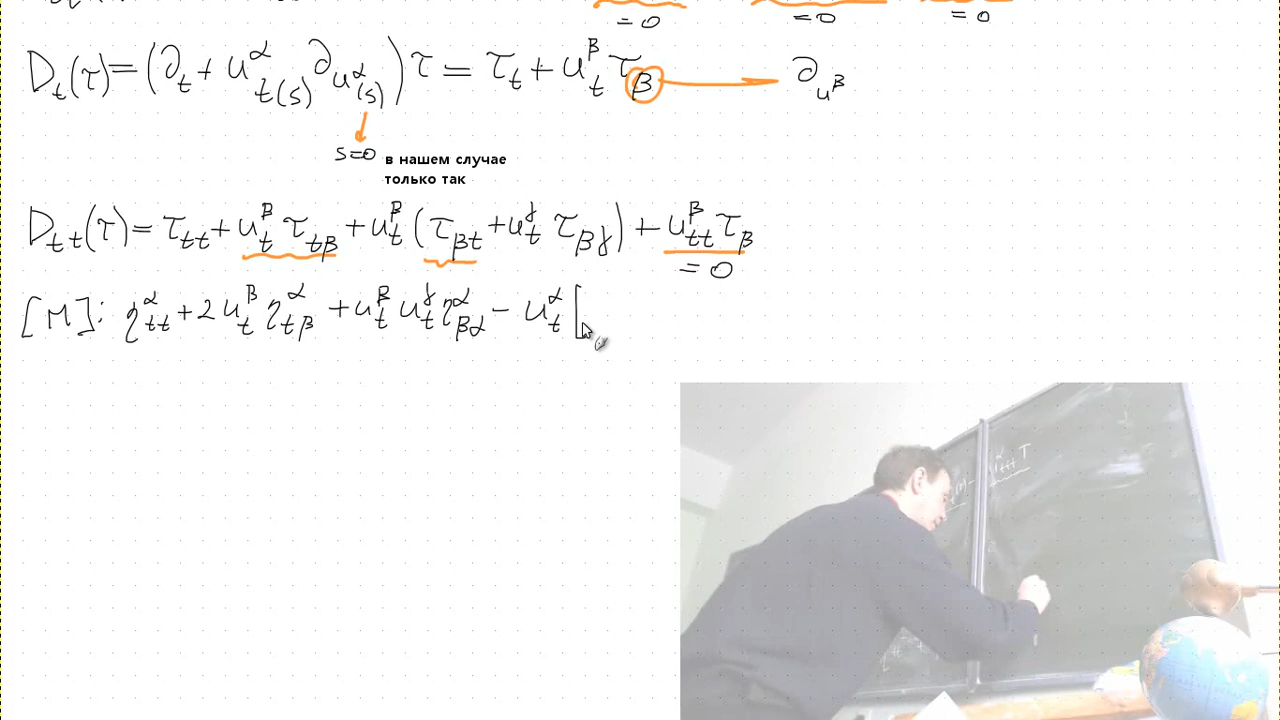 = 0 = 0 = 0
D_t(τ) = (∂_t + u^α_{t(s)} ∂_{u^α_{(s)}}) τ = τ_t + u^β_t τ_β → ∂_{u^β}
s=0 в нашем случае
только так
D_{tt}(τ) = τ_{tt} + u^β_t τ_{tβ} + u^β_t (τ_{βt} + u^γ_t τ_{βγ}) + u^β_{tt} τ_β
= 0
[M]: η^α_{tt} + 2 u^β_t η^α_{tβ} + u^β_t u^γ_t η^α_{βγ} − u^α_t [